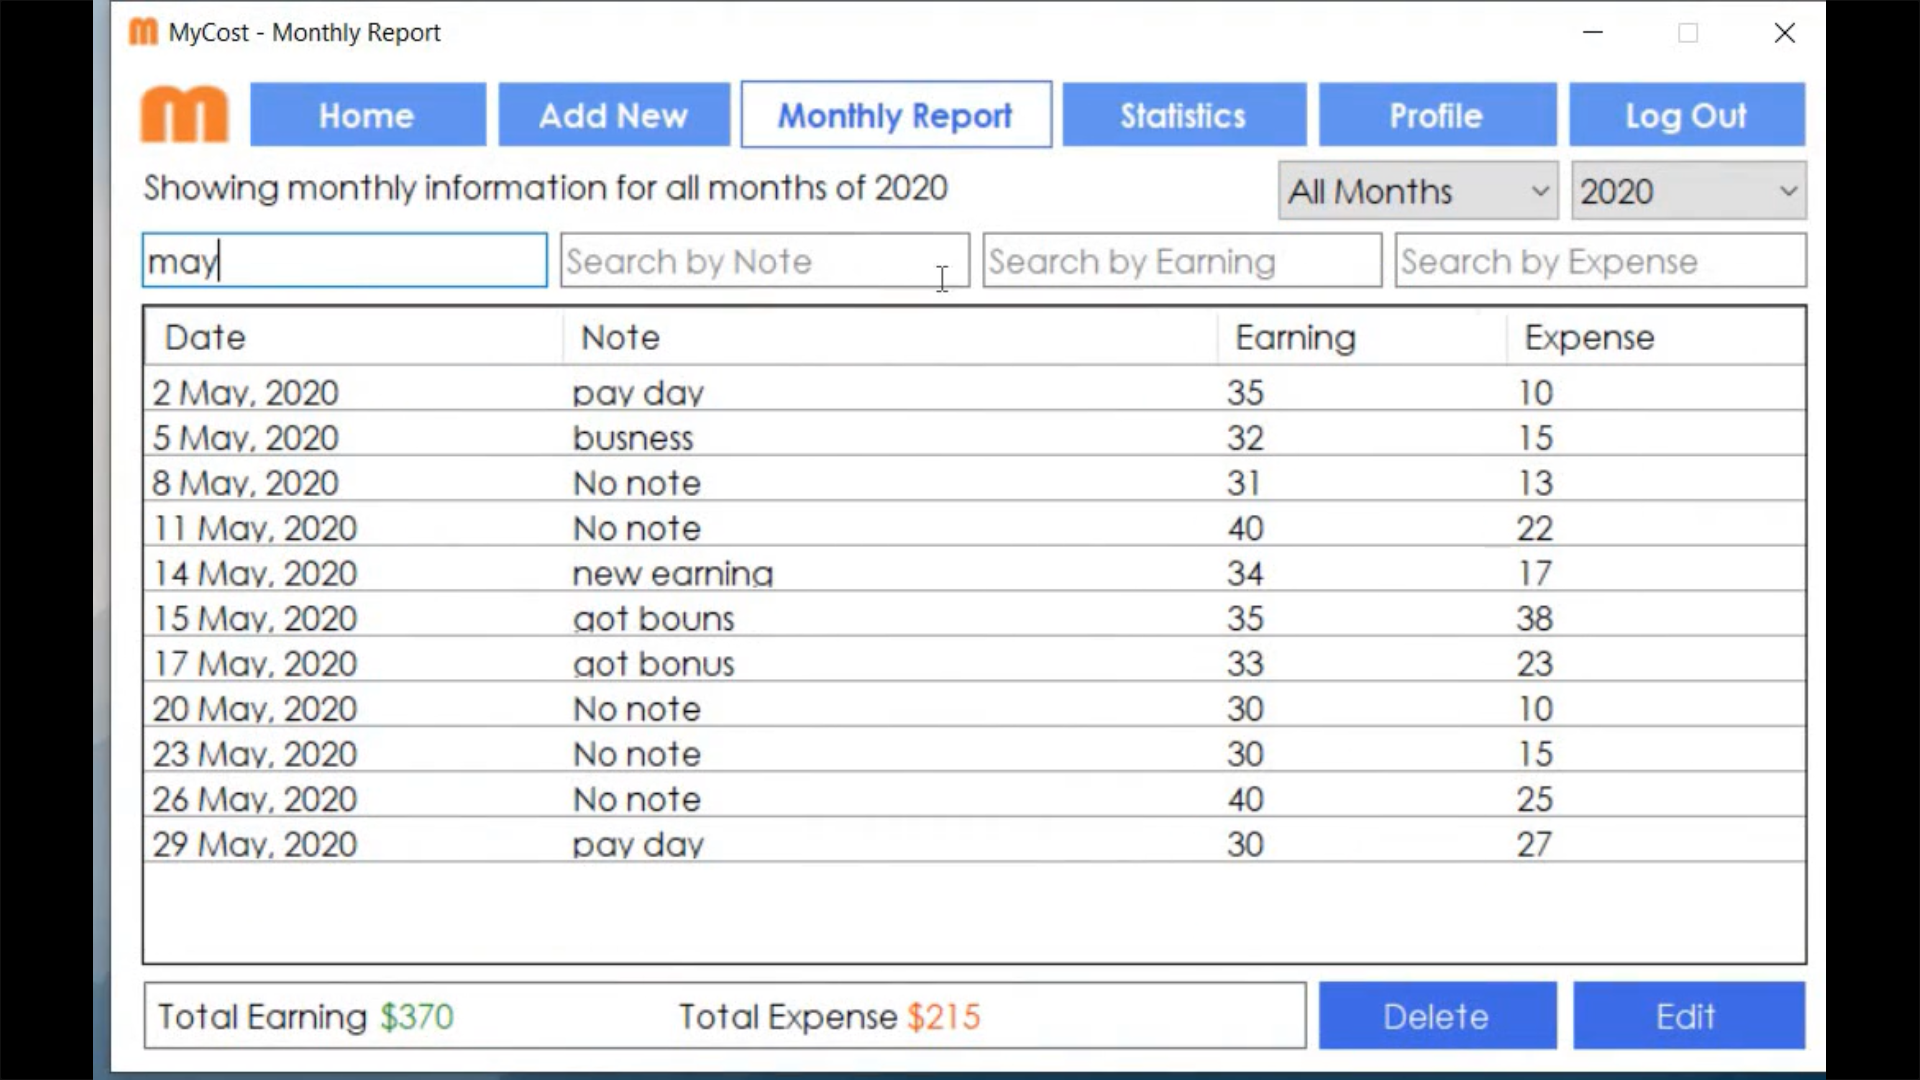 MyCost - Monthly Report
m Home Add New Monthly Report Statistics Profile Log Out
Showing monthly information for all months of 2020 All Months 2020
may Search by Note Search by Earning Search by Expense
Date Note Earning Expense
2 May, 2020 pay day 35 10
5 May, 2020 busness 32 15
8 May, 2020 No note 31 13
11 May, 2020 No note 40 22
14 May, 2020 new earning 34 17
15 May, 2020 got bouns 35 38
17 May, 2020 got bonus 33 23
20 May, 2020 No note 30 10
23 May, 2020 No note 30 15
26 May, 2020 No note 40 25
29 May, 2020 pay day 30 27
Total Earning $370 Total Expense $215 Delete Edit